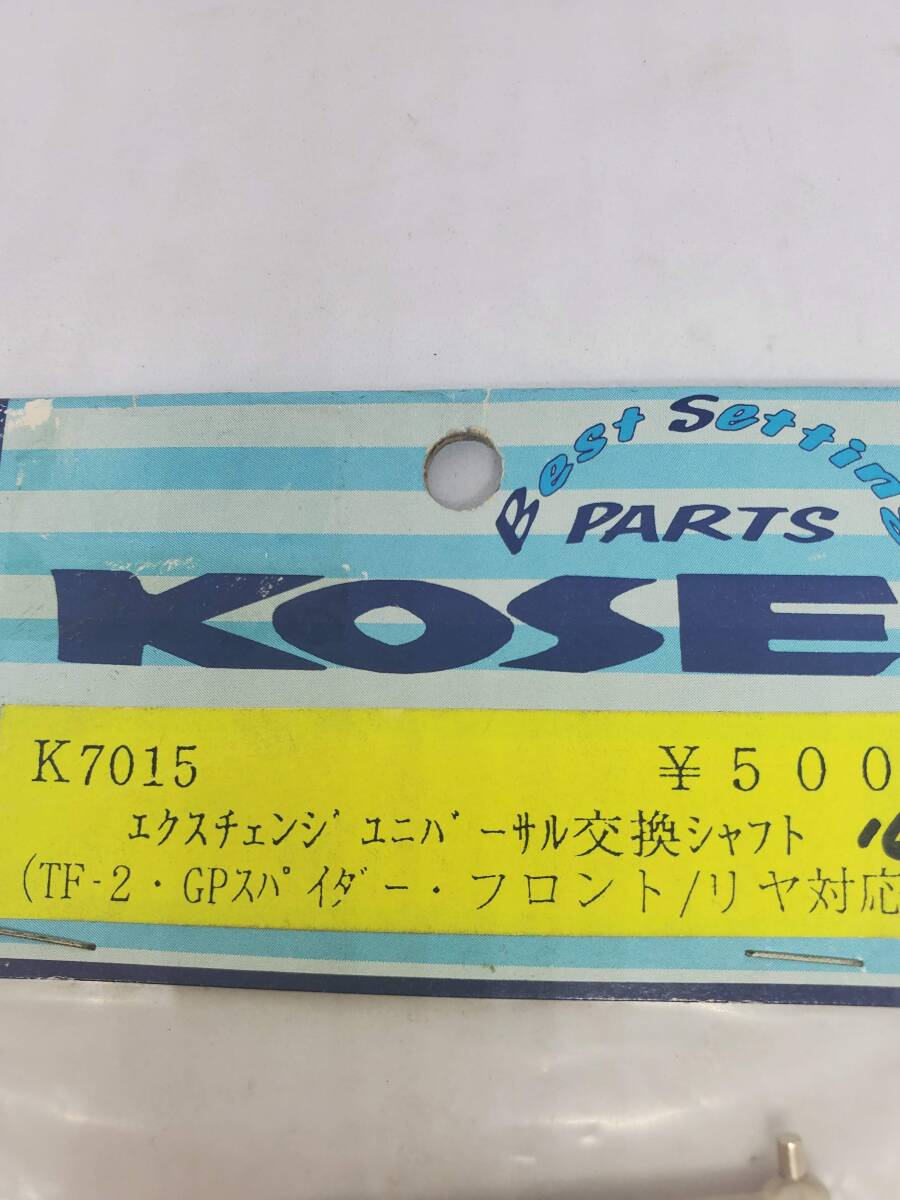 Best Setting
PARTS
KOSE
K7015 ¥500
エクスチェンジ ユニバーサル交換シャフト
(TF-2・GPスパイダー・フロント/リヤ対応